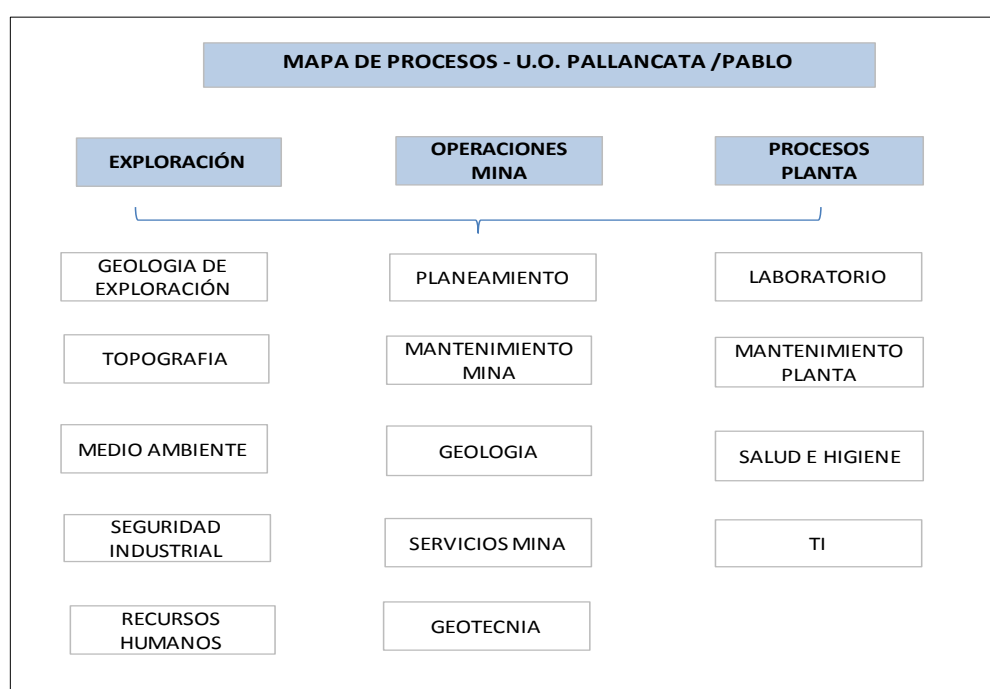 MAPA DE PROCESOS - U.O. PALLANCATA /PABLO
EXPLORACIÓN
OPERACIONES
MINA
PROCESOS
PLANTA
GEOLOGIA DE
EXPLORACIÓN
PLANEAMIENTO
LABORATORIO
TOPOGRAFIA
MANTENIMIENTO
MINA
MANTENIMIENTO
PLANTA
MEDIO AMBIENTE
GEOLOGIA
SALUD E HIGIENE
SEGURIDAD
INDUSTRIAL
SERVICIOS MINA
TI
RECURSOS
HUMANOS
GEOTECNIA